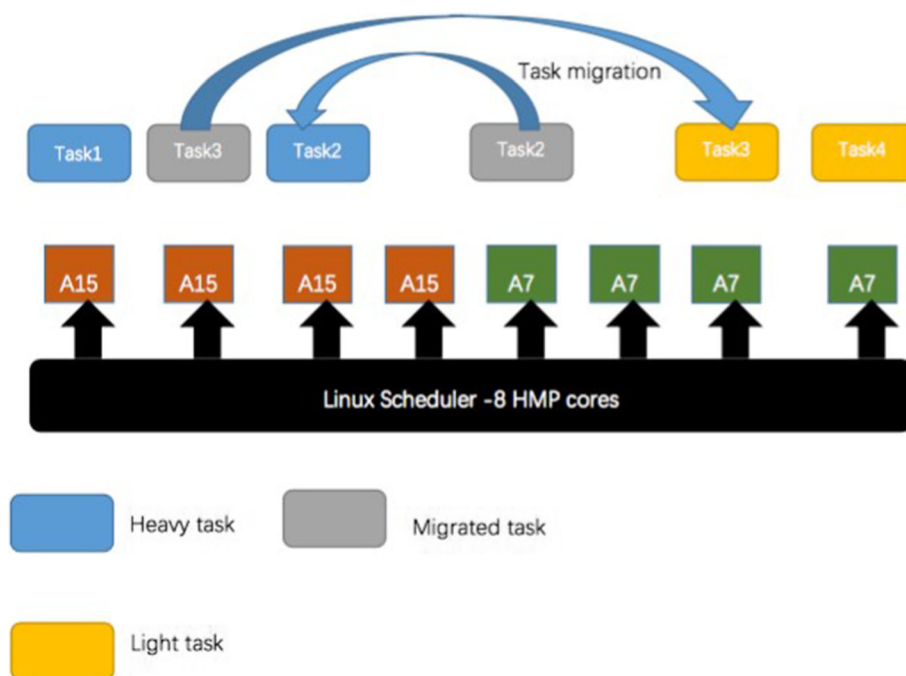 Task migration
Task1
Task3
Task2
Task2
Task3
Task4
A15
A15
A15
A15
A7
A7
A7
A7
Linux Scheduler -8 HMP cores
Heavy task
Migrated task
Light task